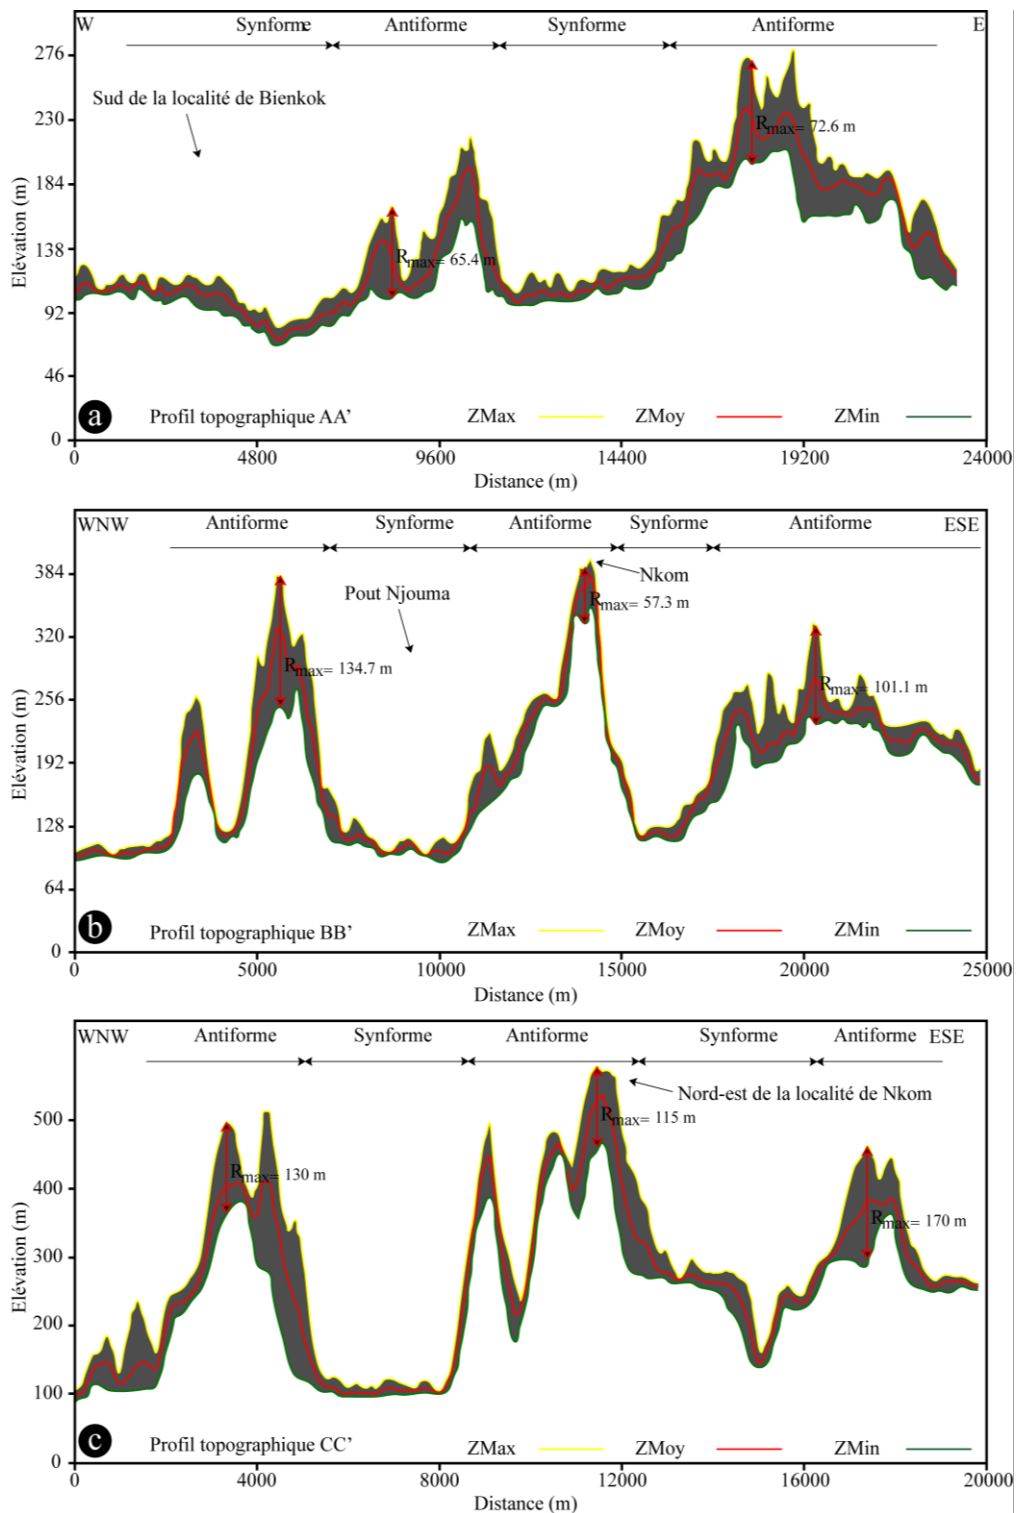 W Synforme Antiforme Synforme Antiforme E
276
Sud de la localité de Bienkok
230
Rmax= 72.6 m
184
138
Rmax= 65.4 m
92
46
0
Elévation (m)
a Profil topographique AA’ ZMax ZMoy ZMin
0 4800 9600 14400 19200 24000
Distance (m)
WNW Antiforme Synforme Antiforme Synforme Antiforme ESE
384
Nkom
Pout Njouma
Rmax= 57.3 m
320
Rmax= 134.7 m
Rmax= 101.1 m
256
192
128
64
0
Elévation (m)
b Profil topographique BB’ ZMax ZMoy ZMin
0 5000 10000 15000 20000 25000
Distance (m)
WNW Antiforme Synforme Antiforme Synforme Antiforme ESE
Nord-est de la localité de Nkom
500
Rmax= 115 m
Rmax= 130 m
400
Rmax= 170 m
300
200
100
0
Elévation (m)
c Profil topographique CC’ ZMax ZMoy ZMin
0 4000 8000 12000 16000 20000
Distance (m)